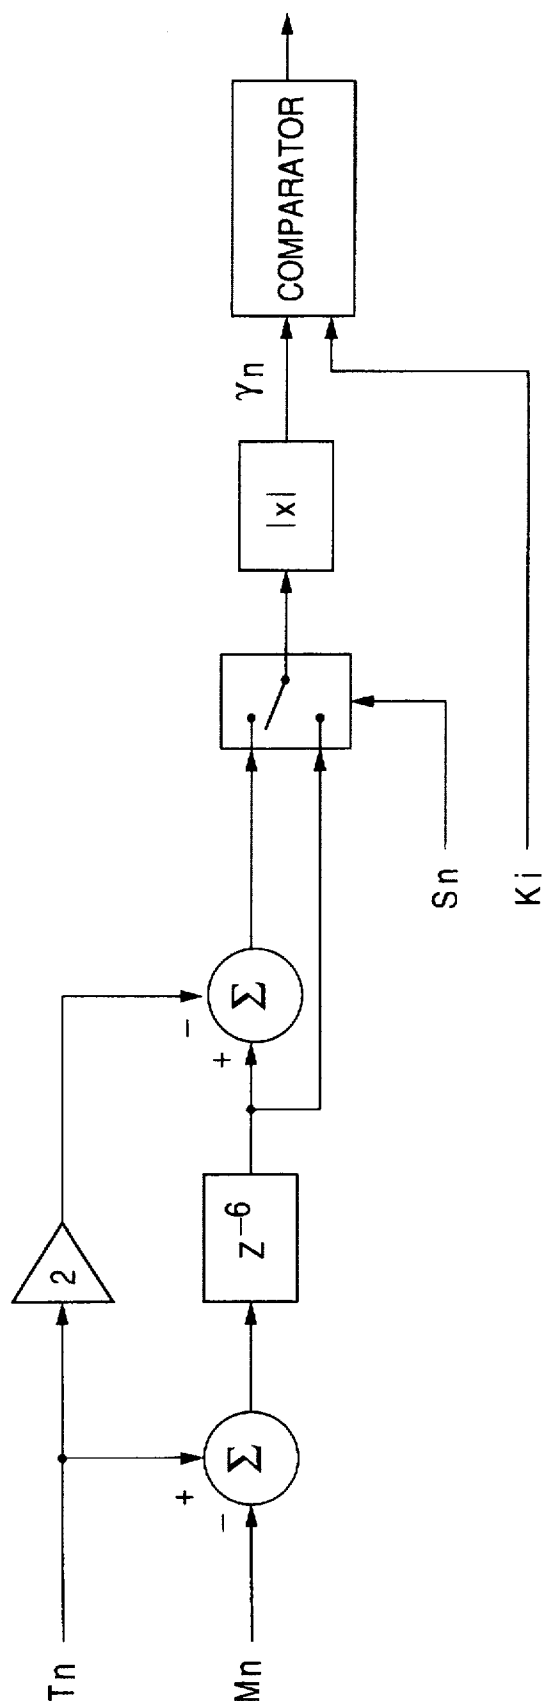 Tn
2
+
-
Mn
Σ
Z⁻⁶
-
+
Σ
Sn
Ki
|x|
γn
COMPARATOR